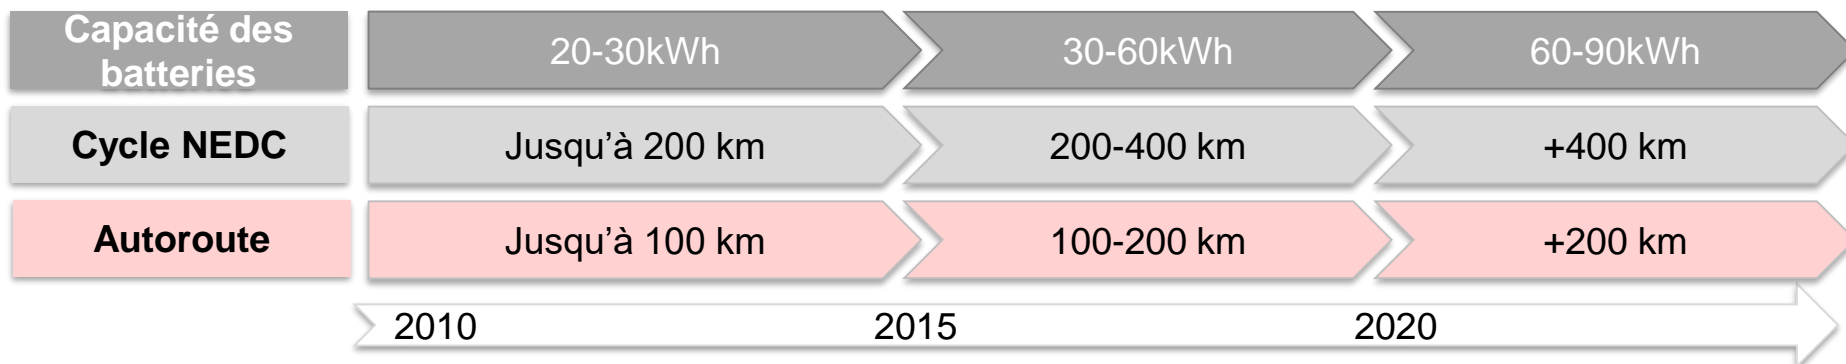 Capacité des
batteries
20-30kWh
30-60kWh
60-90kWh
Cycle NEDC
Jusqu’à 200 km
200-400 km
+400 km
Autoroute
Jusqu’à 100 km
100-200 km
+200 km
2010
2015
2020